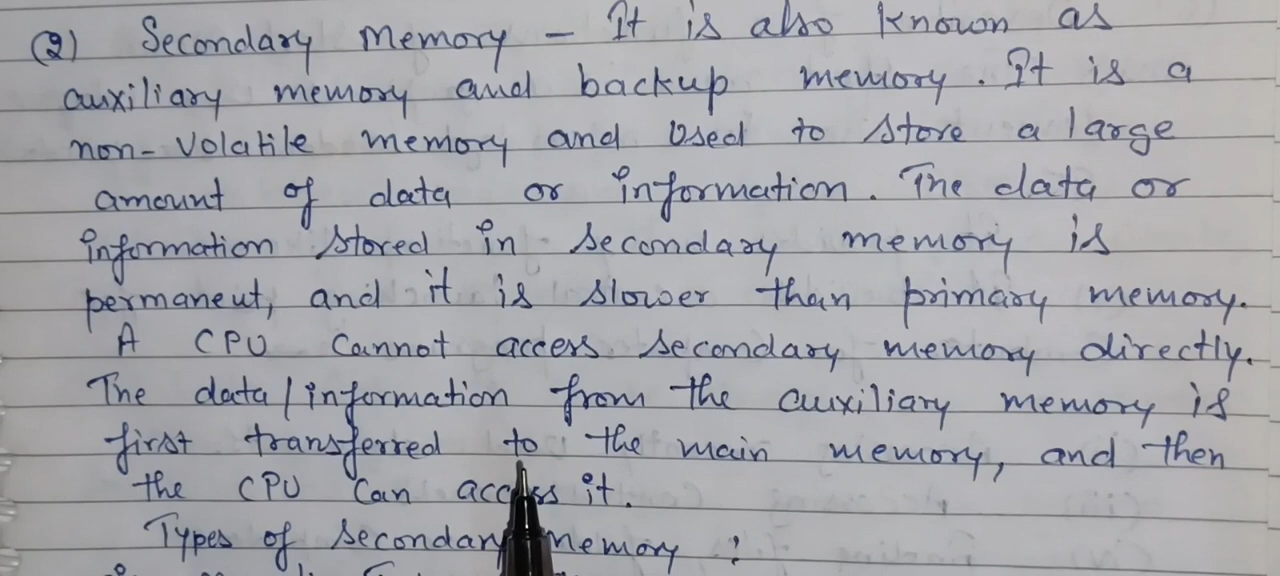 (2) Secondary memory - It is also known as
auxiliary memory and backup memory. It is a
non-volatile memory and used to store a large
amount of data or information. The data or
information stored in secondary memory is
permanent, and it is slower than primary memory.
A CPU cannot access secondary memory directly.
The data/information from the auxiliary memory is
first transferred to the main memory, and then
the CPU can access it.
Types of secondary memory :